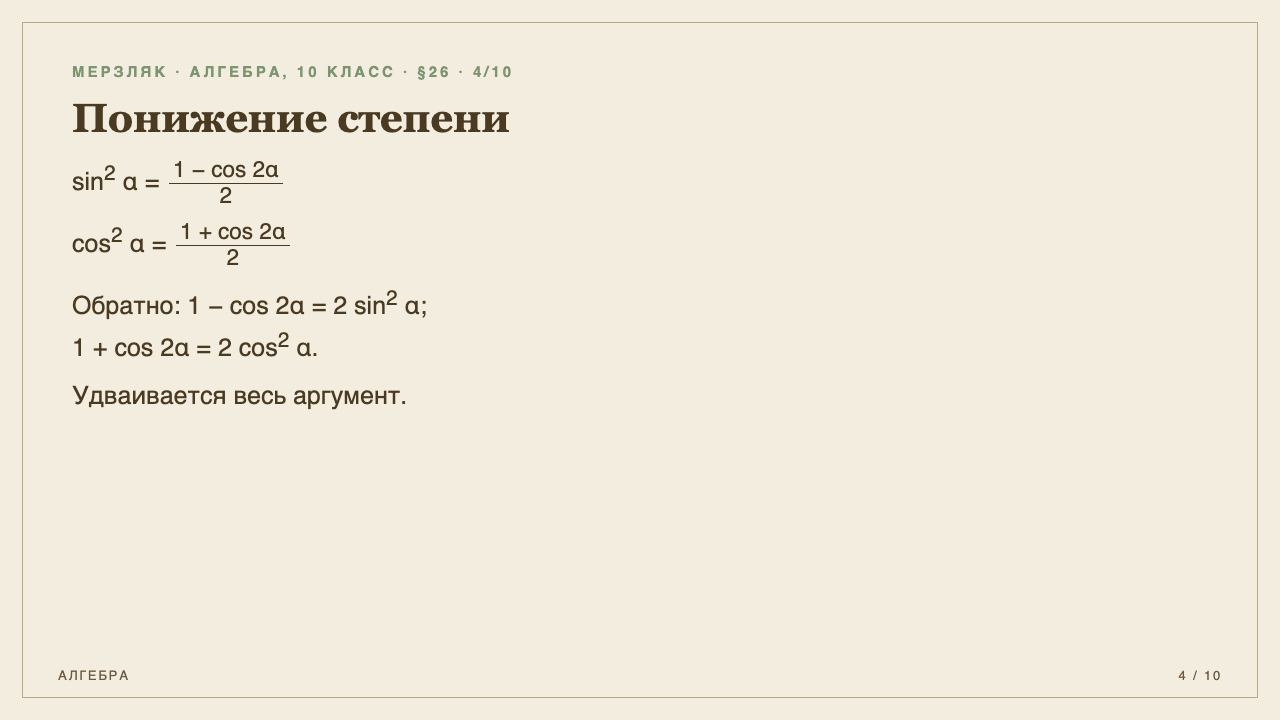 МЕРЗЛЯК · АЛГЕБРА, 10 КЛАСС · §26 · 4/10
Понижение степени
sin² α = (1 − cos 2α)/2
cos² α = (1 + cos 2α)/2
Обратно: 1 − cos 2α = 2 sin² α;
1 + cos 2α = 2 cos² α.
Удваивается весь аргумент.
АЛГЕБРА
4 / 10